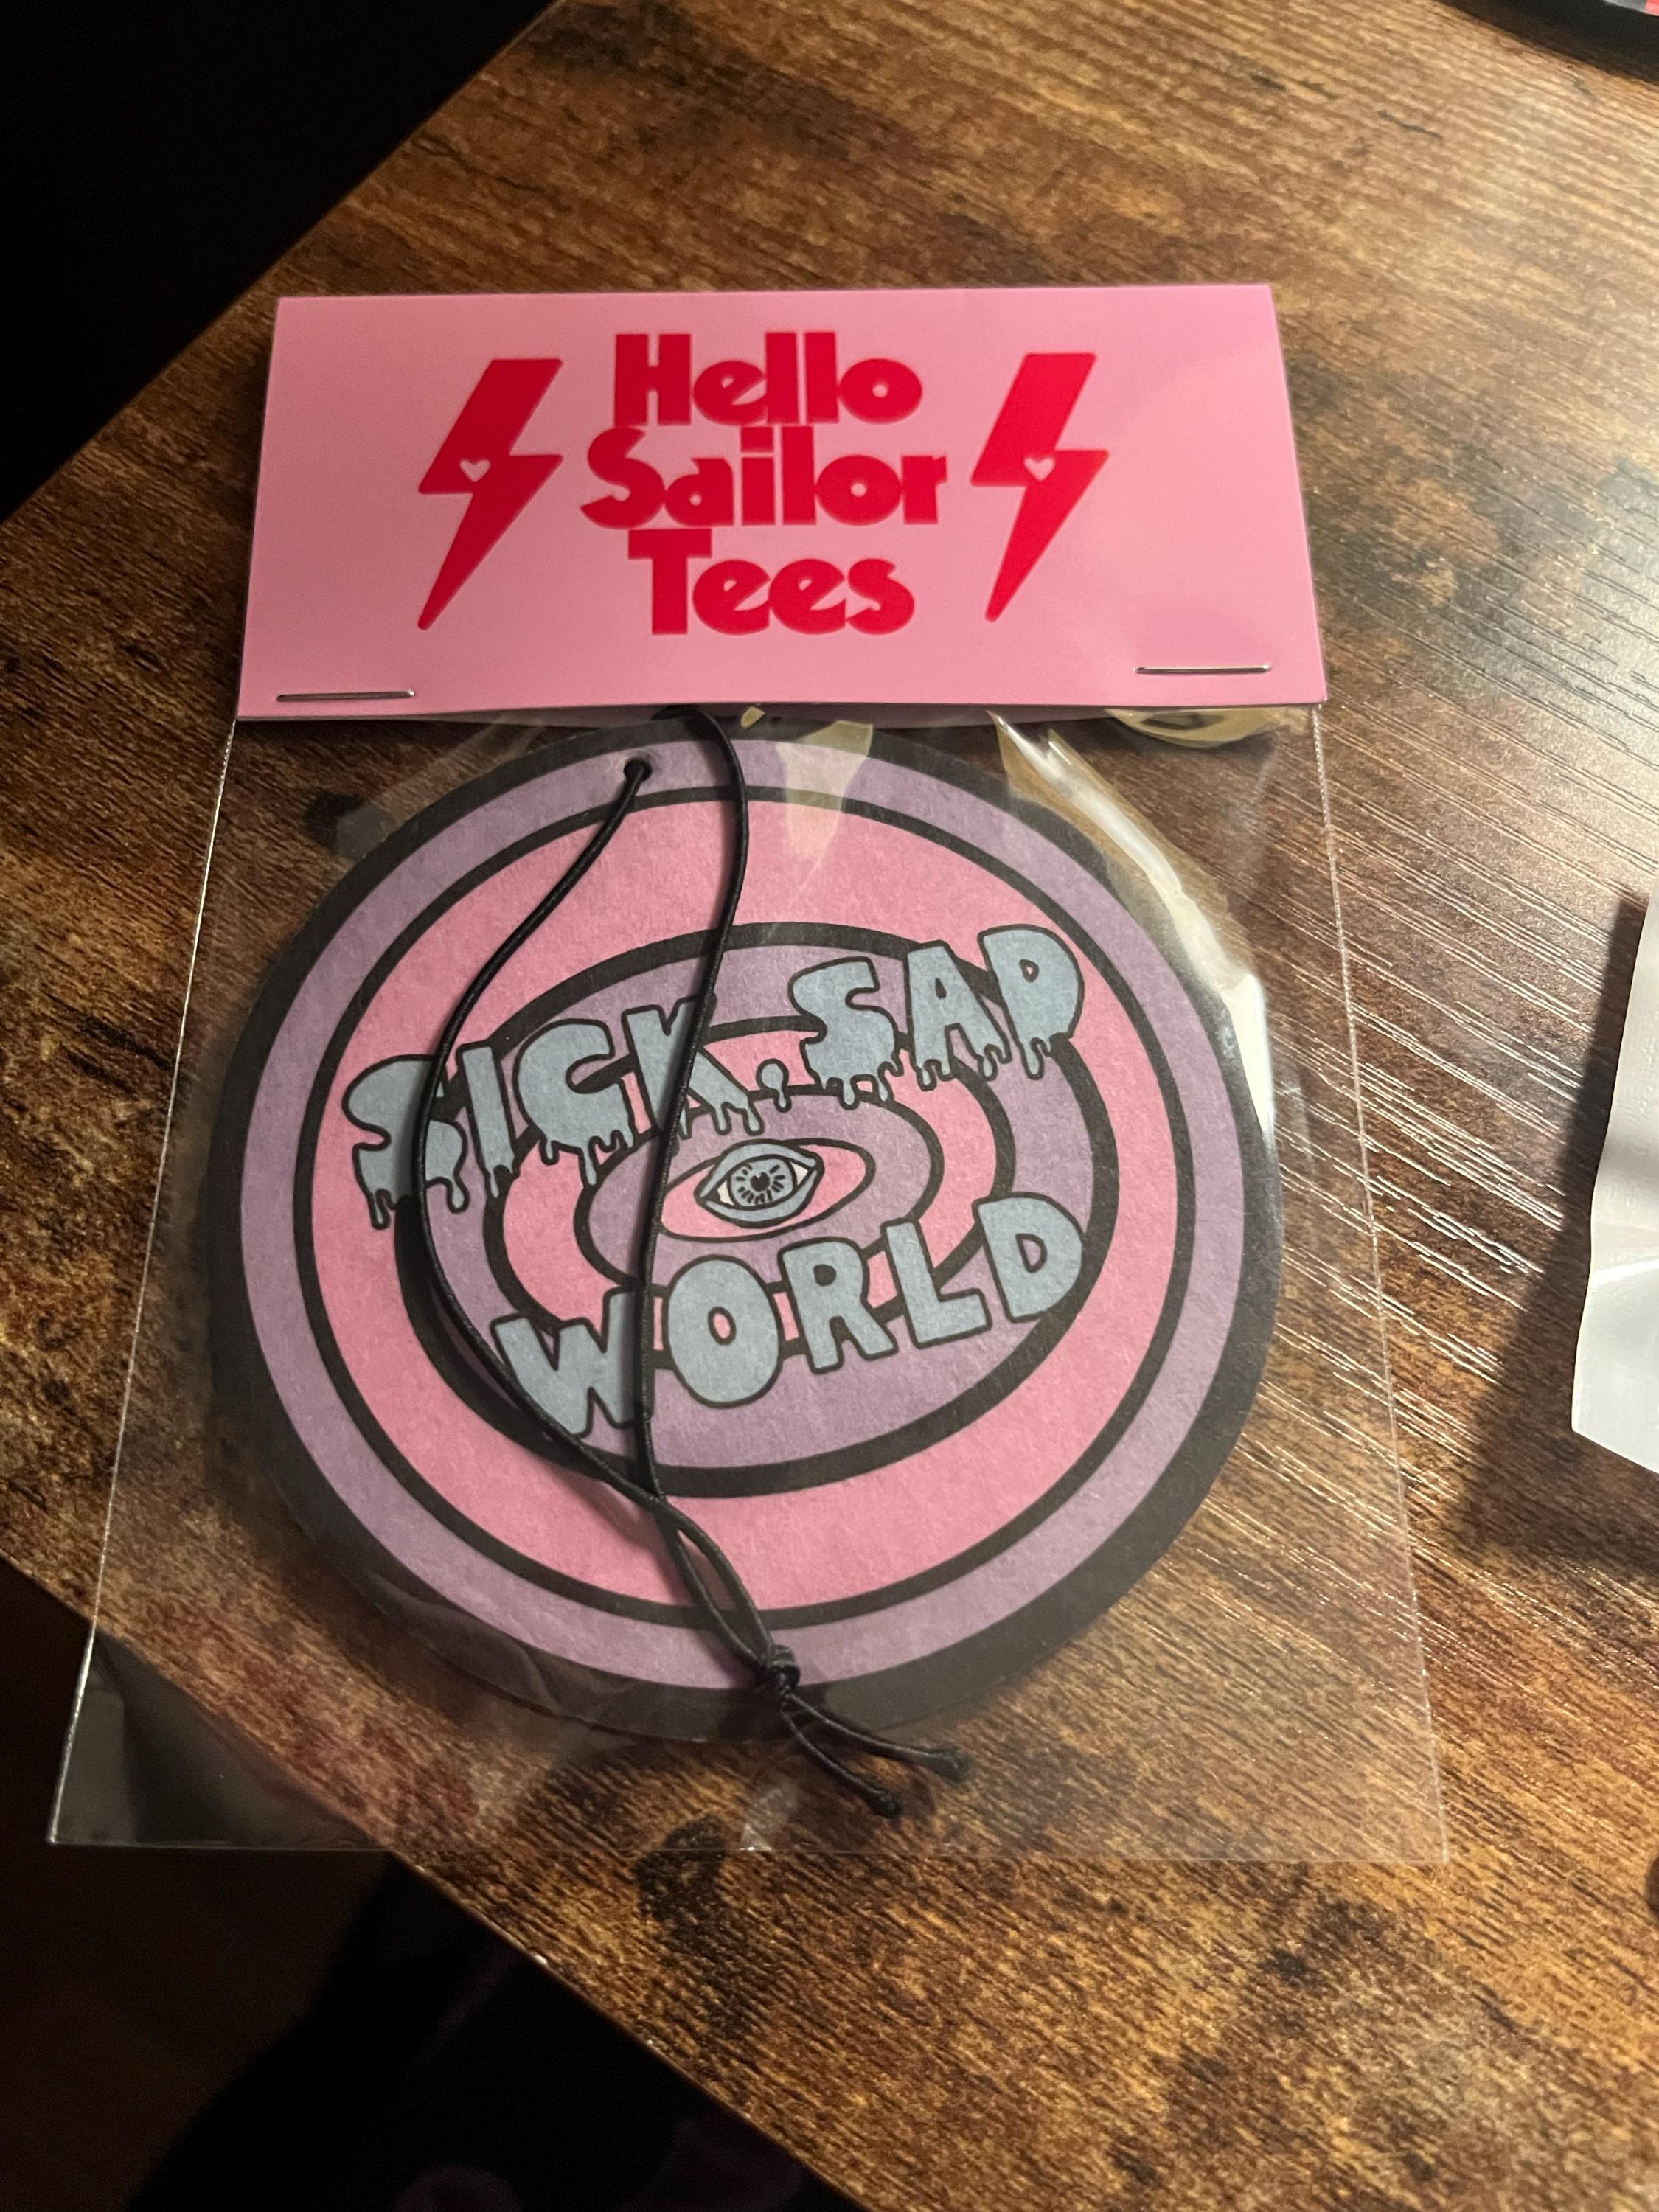 Hello
Sailor
Tees
SICK, SAD
WORLD